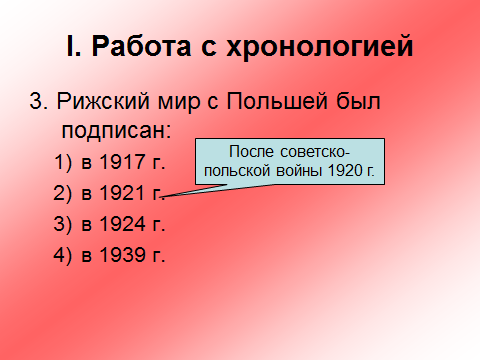 I. Работа с хронологией
3. Рижский мир с Польшей был
подписан:
1) в 1917 г.
2) в 1921 г.
3) в 1924 г.
4) в 1939 г.
После советско-
польской войны 1920 г.